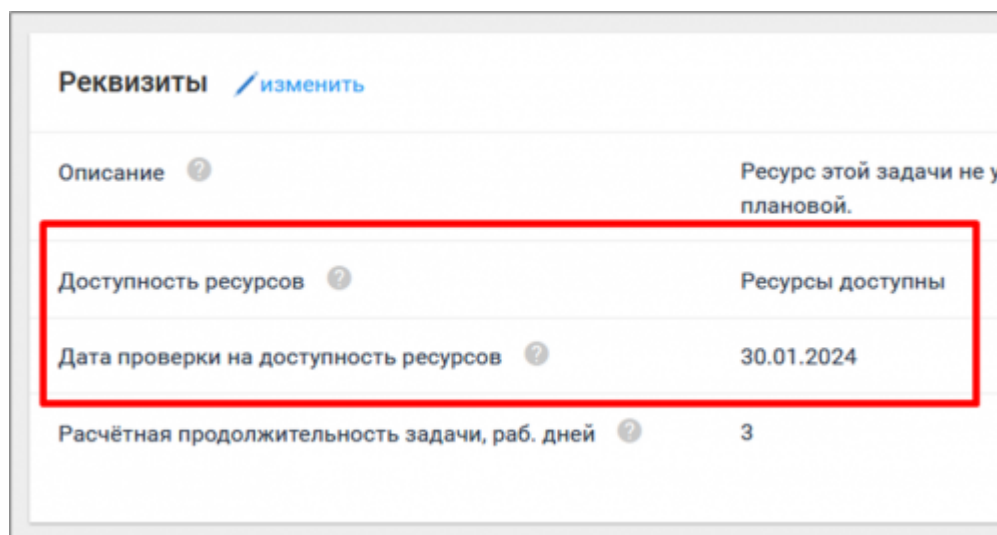 Реквизиты изменить
Описание
Ресурс этой задачи не
плановой.
Доступность ресурсов
Ресурсы доступны
Дата проверки на доступность ресурсов
30.01.2024
Расчётная продолжительность задачи, раб. дней
3